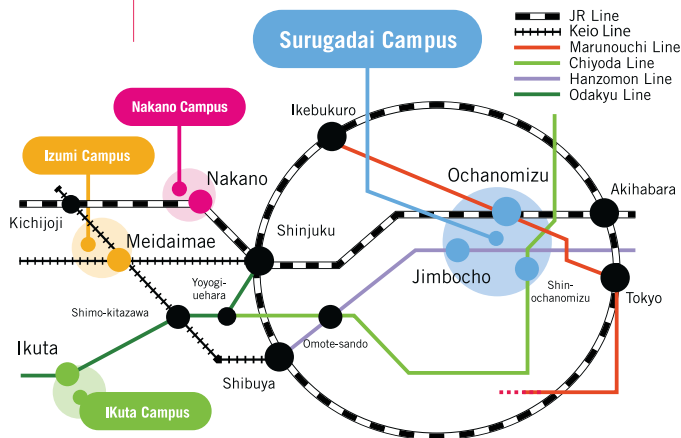 JR Line
Keio Line
Marunouchi Line
Chiyoda Line
Hanzomon Line
Odakyu Line
Surugadai Campus
Nakano Campus
Ikebukuro
Izumi Campus
Nakano
Ochanomizu
Akihabara
Kichijoji
Meidaimae
Shinjuku
Jimbocho
Yoyogi-
uehara
Shin-
ochanomizu
Tokyo
Shimo-kitazawa
Omote-sando
Ikuta
Shibuya
IKuta Campus